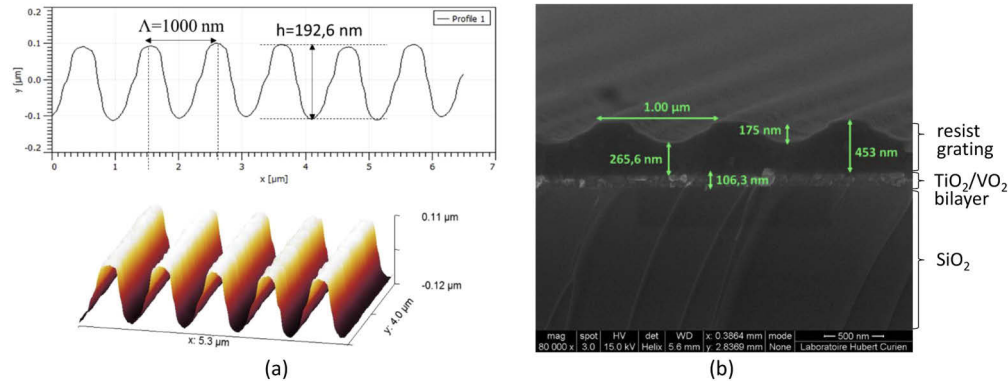 Profile 1
Λ=1000 nm
h=192,6 nm
0.2
0.1
0.0
-0.1
-0.2
y [µm]
0 1 2 3 4 5 6 7
x [µm]
0.11 µm
-0.12 µm
x: 5.3 µm
y: 4.0 µm
(a)
1.00 µm
175 nm
265,6 nm
453 nm
106,3 nm
resist
grating
TiO₂/VO₂
bilayer
SiO₂
mag spot HV det WD x: 0.3864 mm mode 500 nm
80 000 x 3.0 15.0 kV Helix 5.6 mm y: 2.8369 mm None Laboratoire Hubert Curien
(b)